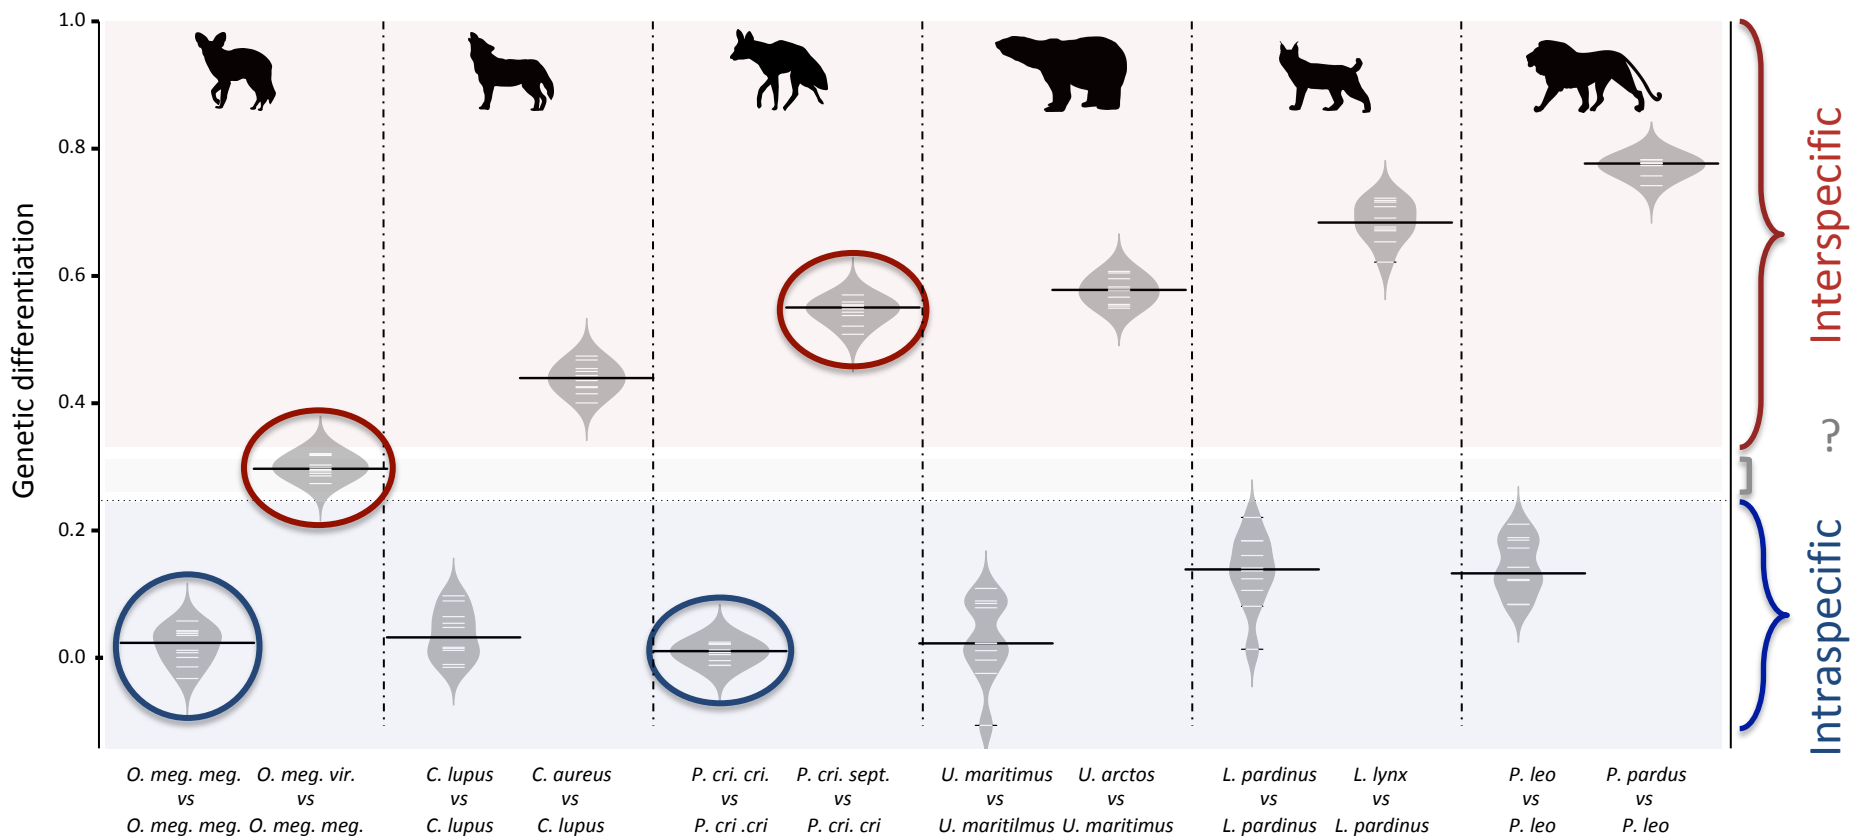 1.0
0.8
0.6
0.4
0.2
0.0
Genetic differentiation
Interspecific
?
Intraspecific
O. meg. meg. O. meg. vir. C. lupus C. aureus P. cri. cri. P. cri. sept. U. maritimus U. arctos L. pardinus L. lynx P. leo P. pardus
vs vs vs vs vs vs vs vs vs vs vs vs
O. meg. meg. O. meg. meg. C. lupus C. lupus P. cri .cri P. cri. cri U. maritilmus U. maritimus L. pardinus L. pardinus P. leo P. leo